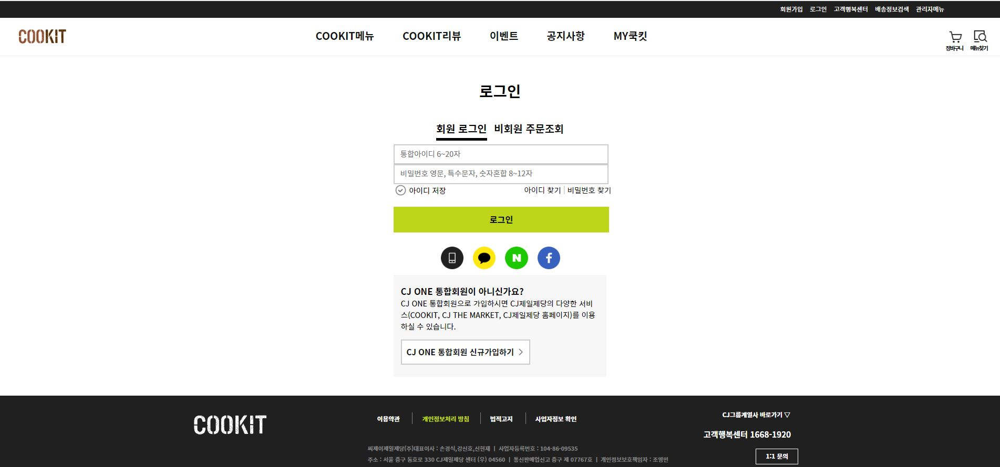 회원가입 로그인 고객행복센터 배송정보검색 관리자메뉴
COOKIT COOKIT메뉴 COOKIT리뷰 이벤트 공지사항 MY쿡킷
장바구니 메뉴찾기
로그인
회원 로그인 비회원 주문조회
통합아이디 6~20자
비밀번호 영문, 특수문자, 숫자혼합 8~12자
아이디 저장 아이디 찾기 | 비밀번호 찾기
로그인
N f
CJ ONE 통합회원이 아니신가요?
CJ ONE 통합회원으로 가입하시면 CJ제일제당의 다양한 서비
스(COOKIT, CJ THE MARKET, CJ제일제당 홈페이지)를 이용
하실 수 있습니다.
CJ ONE 통합회원 신규가입하기 >
COOKIT
이용약관 | 개인정보처리 방침 | 법적고지 | 사업자정보 확인
씨제이제일제당(주)대표이사 : 손경식,강신호,신현재 | 사업자등록번호 : 104-86-09535
주소 : 서울 중구 동호로 330 CJ제일제당 센터 (우) 04560 | 통신판매업신고 중구 제 07767호 | 개인정보보호책임자 : 조영민
CJ그룹계열사 바로가기 ▽
고객행복센터 1668-1920
1:1 문의